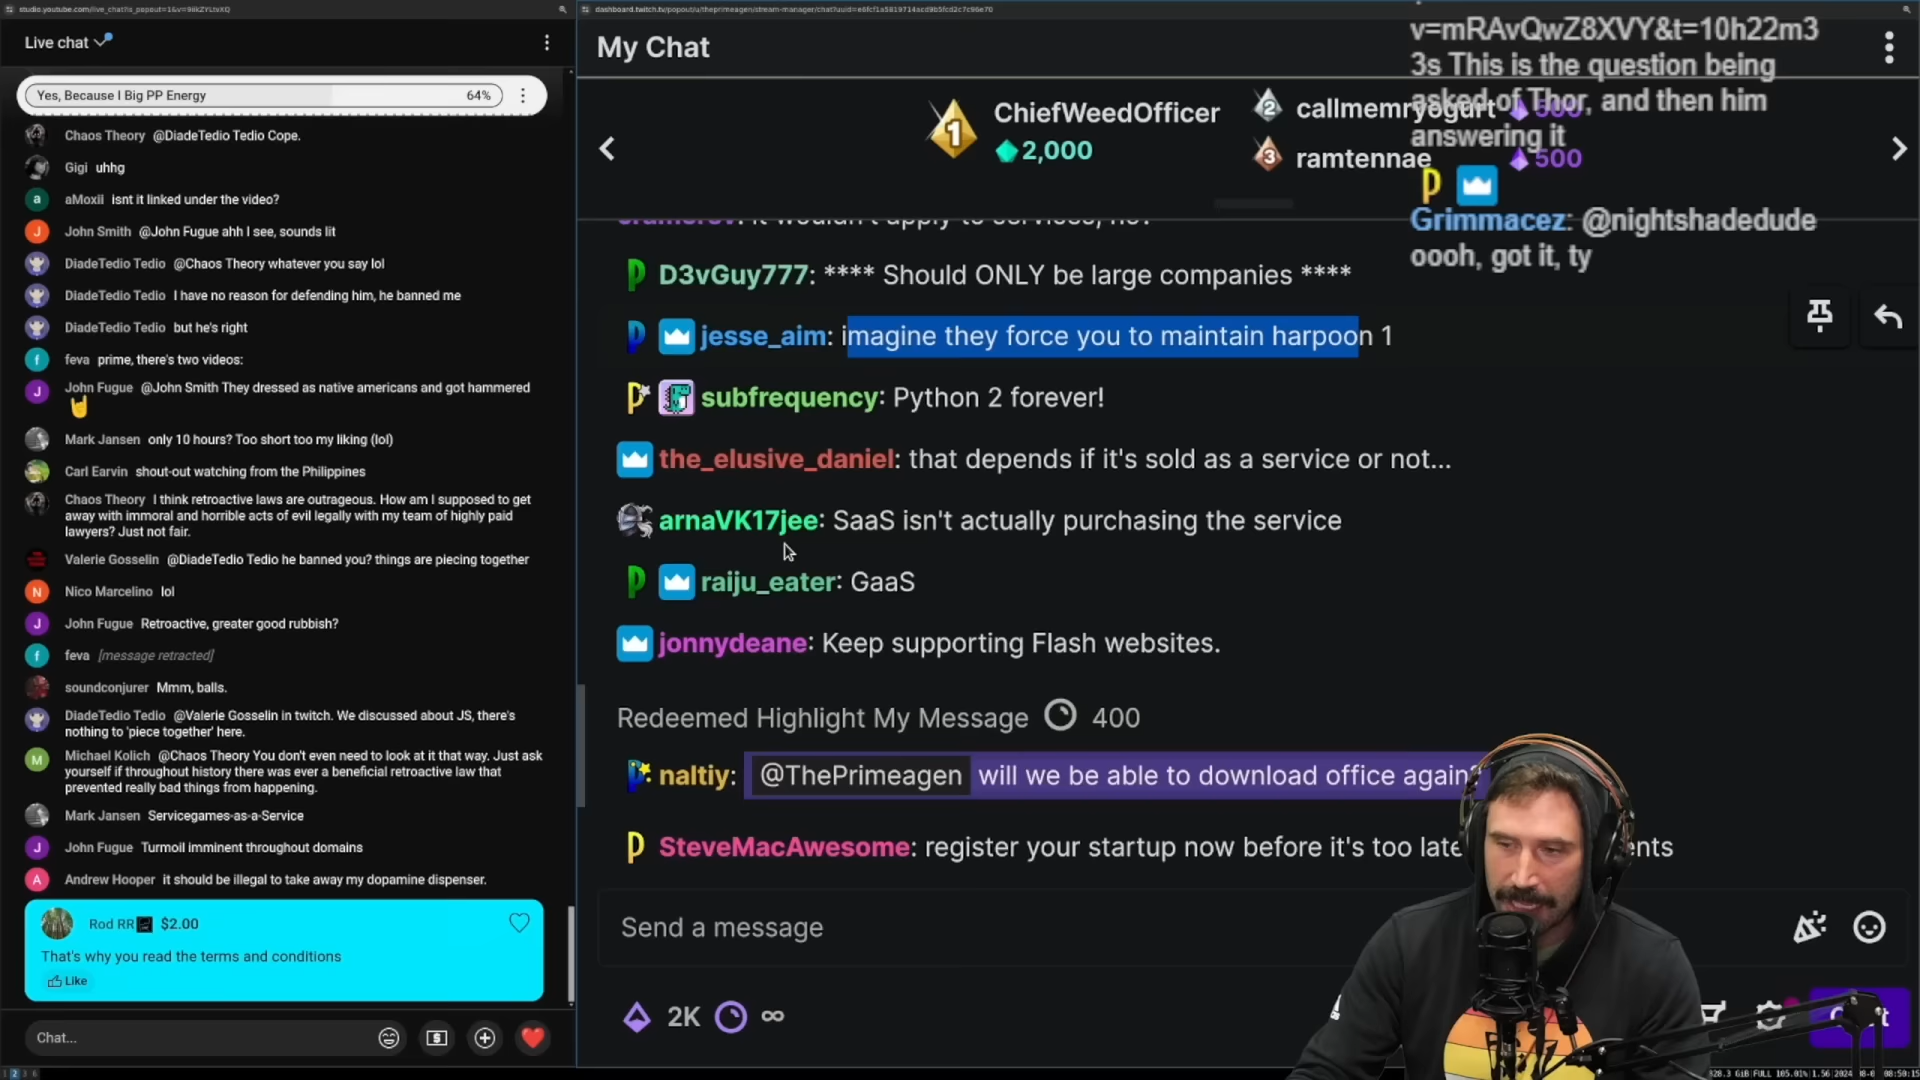 studio.youtube.com/live_chat?is_popout=1&v=9iIkZYLtxXQ
Live chat
Yes, Because I Big PP Energy 64%
Chaos Theory @DiadeTedio Tedio Cope.
Gigi uhhg
aMoxii isnt it linked under the video?
John Smith @John Fugue ahh I see, sounds lit
DiadeTedio Tedio @Chaos Theory whatever you say lol
DiadeTedio Tedio I have no reason for defending him, he banned me
DiadeTedio Tedio but he's right
feva prime, there's two videos:
John Fugue @John Smith They dressed as native americans and got hammered
🤘
Mark Jansen only 10 hours? Too short too my liking (lol)
Carl Earvin shout-out watching from the Philippines
Chaos Theory I think retroactive laws are outrageous. How am I supposed to get
away with immoral and horrible acts of evil legally with my team of highly paid
lawyers? Just not fair.
Valerie Gosselin @DiadeTedio Tedio he banned you? things are piecing together
Nico Marcelino lol
John Fugue Retroactive, greater good rubbish?
feva [message retracted]
soundconjurer Mmm, balls.
DiadeTedio Tedio @Valerie Gosselin in twitch. We discussed about JS, there's
nothing to 'piece together' here.
Michael Kolich @Chaos Theory You don't even need to look at it that way. Just ask
yourself if throughout history there was ever a beneficial retroactive law that
prevented really bad things from happening.
Mark Jansen Servicegames-as-a-Service
John Fugue Turmoil imminent throughout domains
Andrew Hooper it should be illegal to take away my dopamine dispenser.
Rod RR $2.00
That's why you read the terms and conditions
Like
Chat...
My Chat
1 ChiefWeedOfficer
2,000
2 callmemryogurt 500
3 ramtennae 500
v=mRAvQwZ8XVY&t=10h22m3
3s This is the question being
asked of Thor, and then him
answering it
Grimmacez: @nightshadedude
oooh, got it, ty
it wouldn't apply to services, no?
D3vGuy777: **** Should ONLY be large companies ****
jesse_aim: imagine they force you to maintain harpoon 1
subfrequency: Python 2 forever!
the_elusive_daniel: that depends if it's sold as a service or not...
arnaVK17jee: SaaS isn't actually purchasing the service
raiju_eater: GaaS
jonnydeane: Keep supporting Flash websites.
Redeemed Highlight My Message 400
naltiy: @ThePrimeagen will we be able to download office again?
SteveMacAwesome: register your startup now before it's too late
Send a message
2K ∞